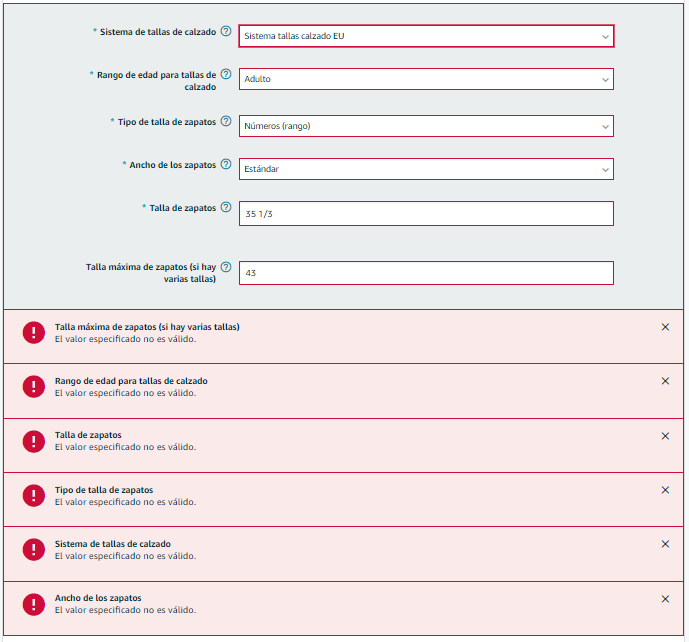 * Sistema de tallas de calzado ? Sistema tallas calzado EU
* Rango de edad para tallas de calzado ? Adulto
* Tipo de talla de zapatos ? Números (rango)
* Ancho de los zapatos ? Estándar
* Talla de zapatos ? 35 1/3
Talla máxima de zapatos (si hay varias tallas) ? 43
Talla máxima de zapatos (si hay varias tallas)
El valor especificado no es válido.
Rango de edad para tallas de calzado
El valor especificado no es válido.
Talla de zapatos
El valor especificado no es válido.
Tipo de talla de zapatos
El valor especificado no es válido.
Sistema de tallas de calzado
El valor especificado no es válido.
Ancho de los zapatos
El valor especificado no es válido.